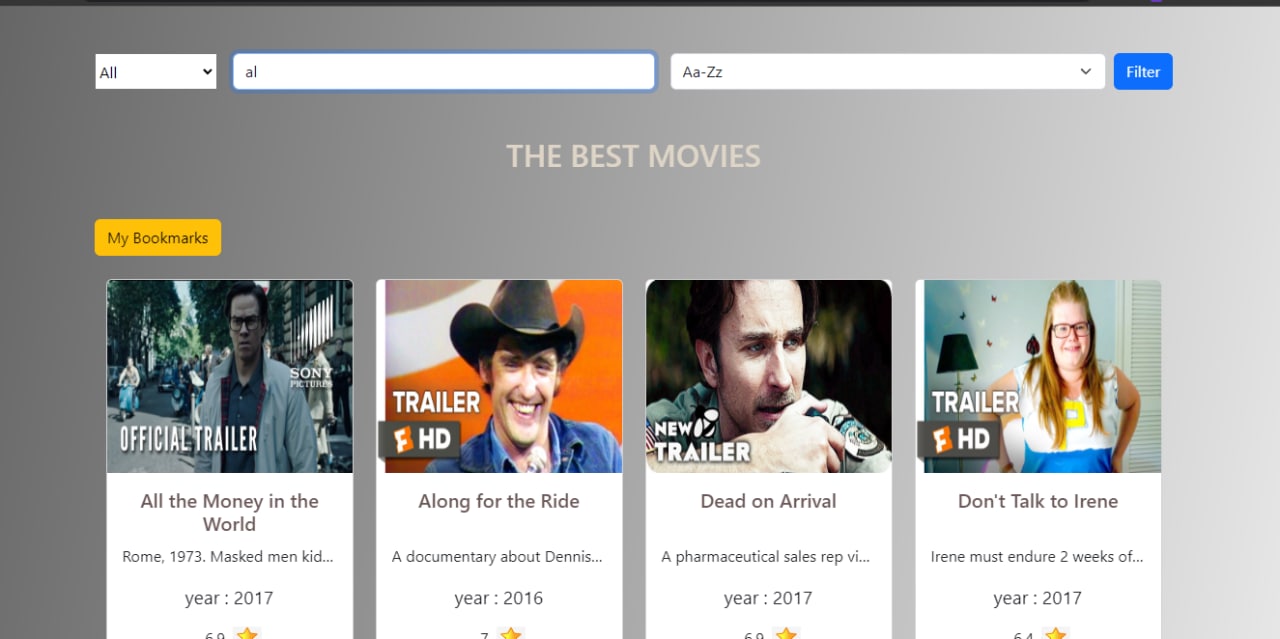 All
al
Aa-Zz
Filter
THE BEST MOVIES
My Bookmarks
SONY
PICTURES
OFFICIAL TRAILER
TRAILER
F HD
NEW
TRAILER
TRAILER
F HD
All the Money in the
World
Along for the Ride
Dead on Arrival
Don't Talk to Irene
Rome, 1973. Masked men kid...
A documentary about Dennis...
A pharmaceutical sales rep vi...
Irene must endure 2 weeks of...
year : 2017
year : 2016
year : 2017
year : 2017
6.9
7
6.9
6.4